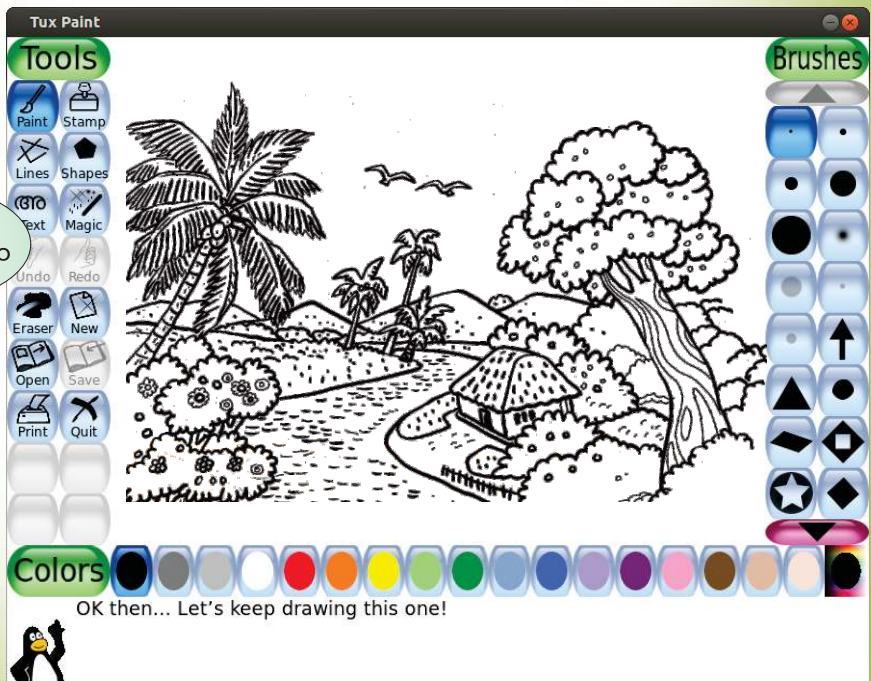 Tux Paint
Tools
Brushes
Paint Stamp
Lines Shapes
Magic
o
Undo Redo
Eraser New
Open Save
Print Quit
Colors
OK then... Let's keep drawing this one!